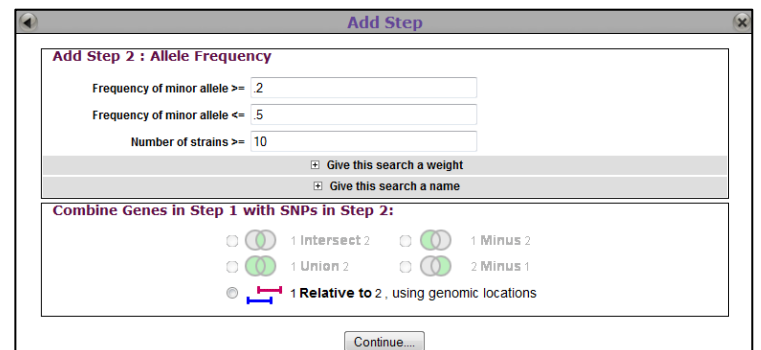 Add Step
Add Step 2 : Allele Frequency
Frequency of minor allele >= .2
Frequency of minor allele <= .5
Number of strains >= 10
Give this search a weight
Give this search a name
Combine Genes in Step 1 with SNPs in Step 2:
1 Intersect 2 1 Minus 2
1 Union 2 2 Minus 1
1 Relative to 2 , using genomic locations
Continue....